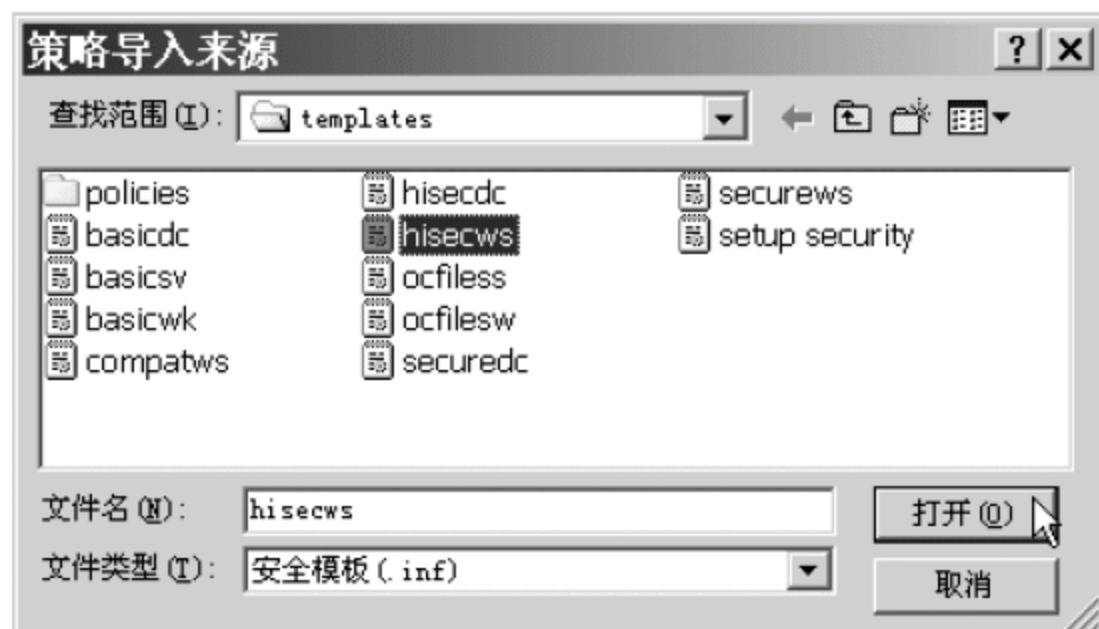 策略导入来源
查找范围(I): templates
policies hisecdc securews
basicdc hisecws setup security
basicsv ocfiless
basicwk ocfilesw
compatws securedc
文件名(N): hisecws 打开(O)
文件类型(T): 安全模板(.inf)
取消